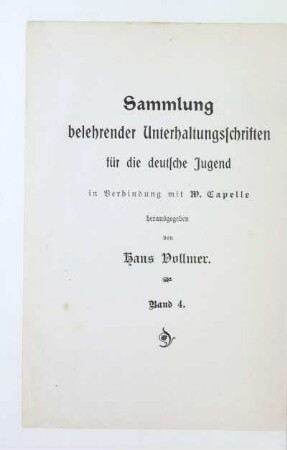 Sammlung
belehrender Unterhaltungsschriften
für die deutsche Jugend
in Verbindung mit W. Capelle
herausgegeben
von
Hans Vollmer.
Band 4.